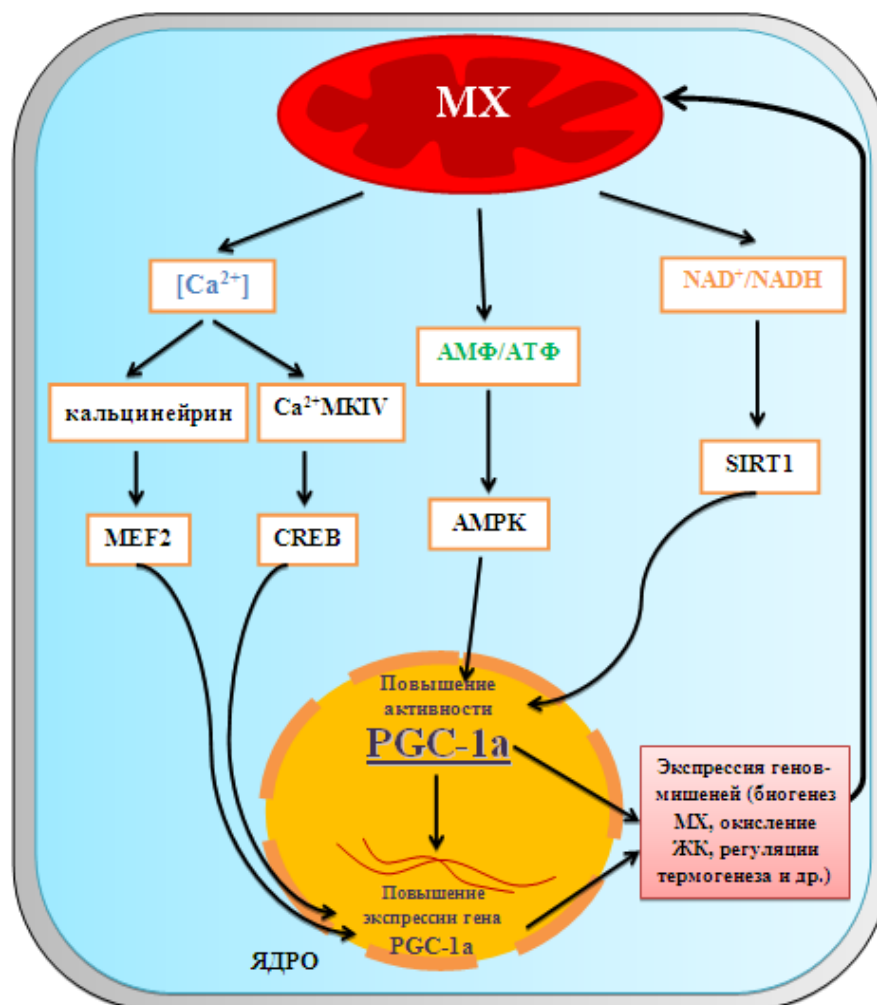 МХ
[Ca²⁺]
АМФ/АТФ
NAD⁺/NADH
кальцинейрин
Ca²⁺MKIV
SIRT1
MEF2
CREB
AMPK
Повышение
активности
PGC-1a
Экспрессия генов-
мишеней (биогенез
МХ, окисление
ЖК, регуляции
термогенеза и др.)
Повышение
экспрессии гена
PGC-1a
ЯДРО